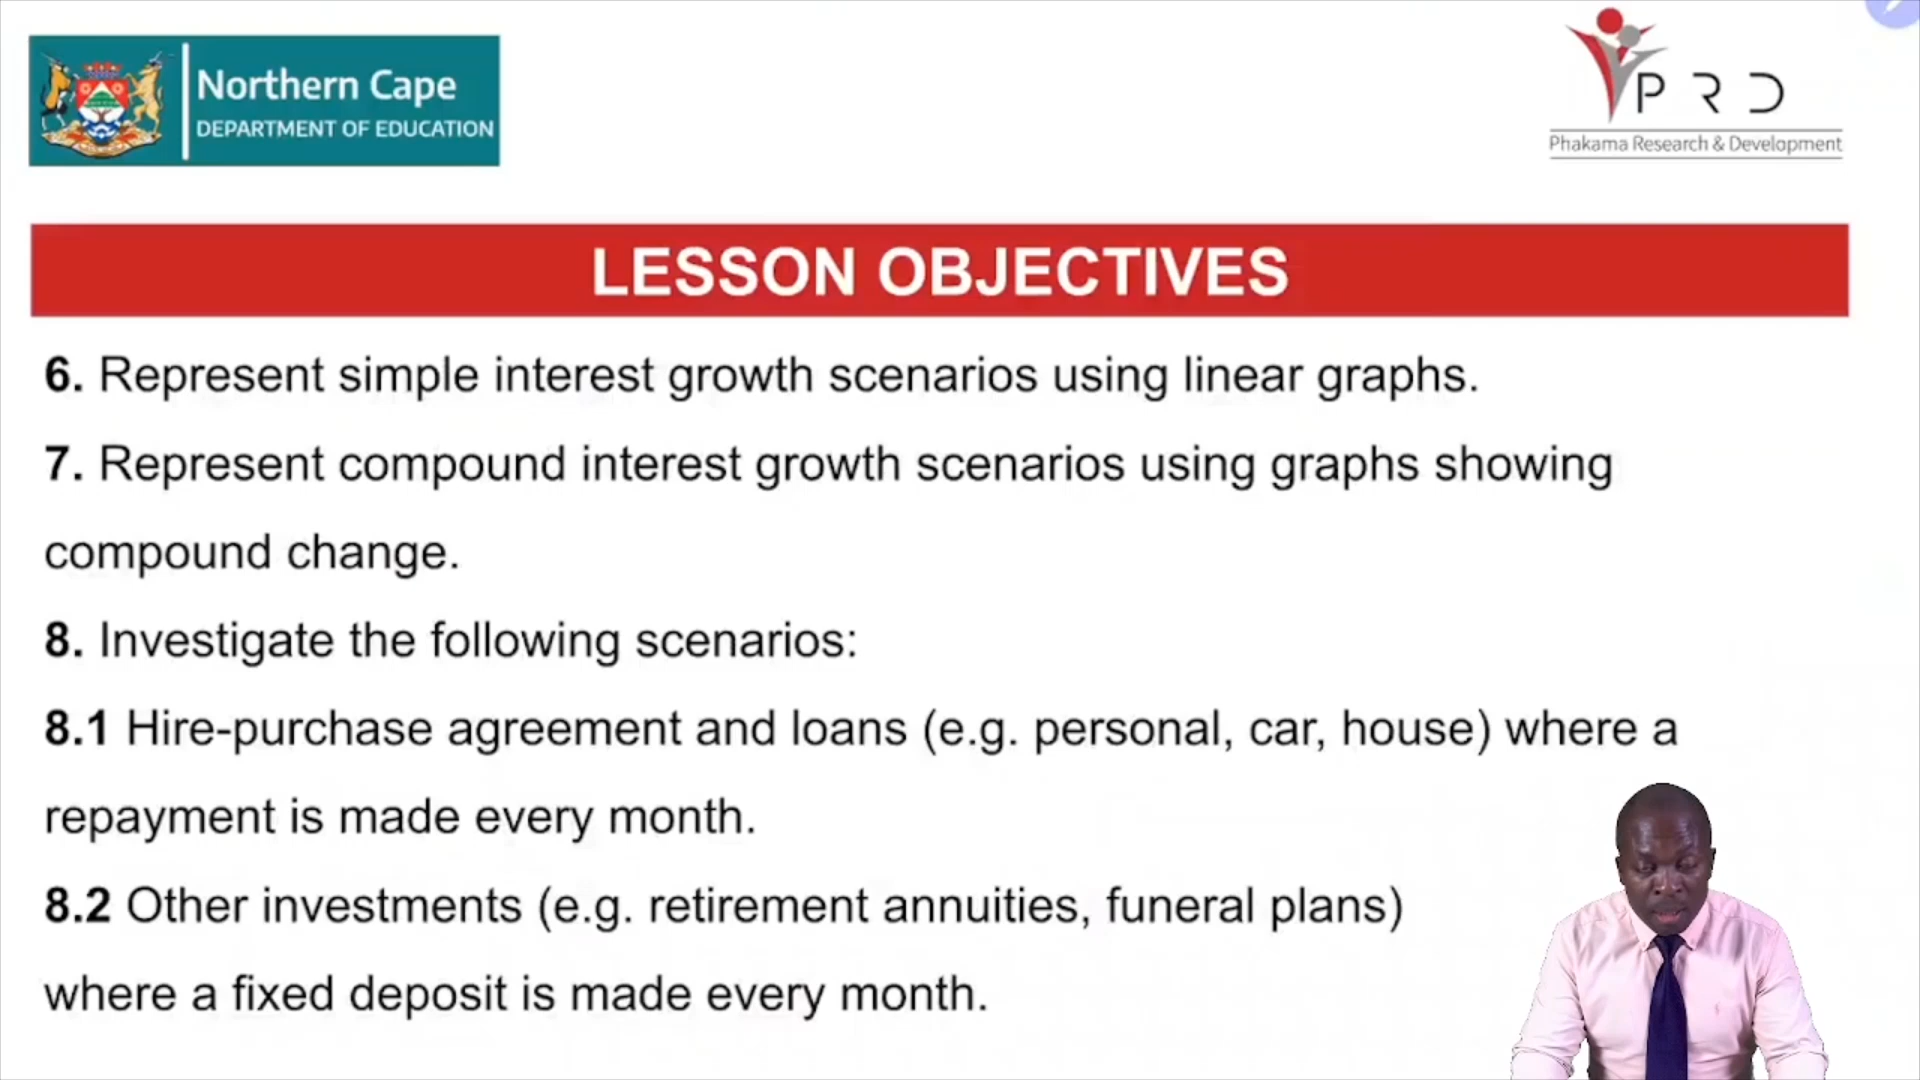 Northern Cape
DEPARTMENT OF EDUCATION
PRD
Phakama Research & Development
LESSON OBJECTIVES
6. Represent simple interest growth scenarios using linear graphs.
7. Represent compound interest growth scenarios using graphs showing
compound change.
8. Investigate the following scenarios:
8.1 Hire-purchase agreement and loans (e.g. personal, car, house) where a
repayment is made every month.
8.2 Other investments (e.g. retirement annuities, funeral plans)
where a fixed deposit is made every month.